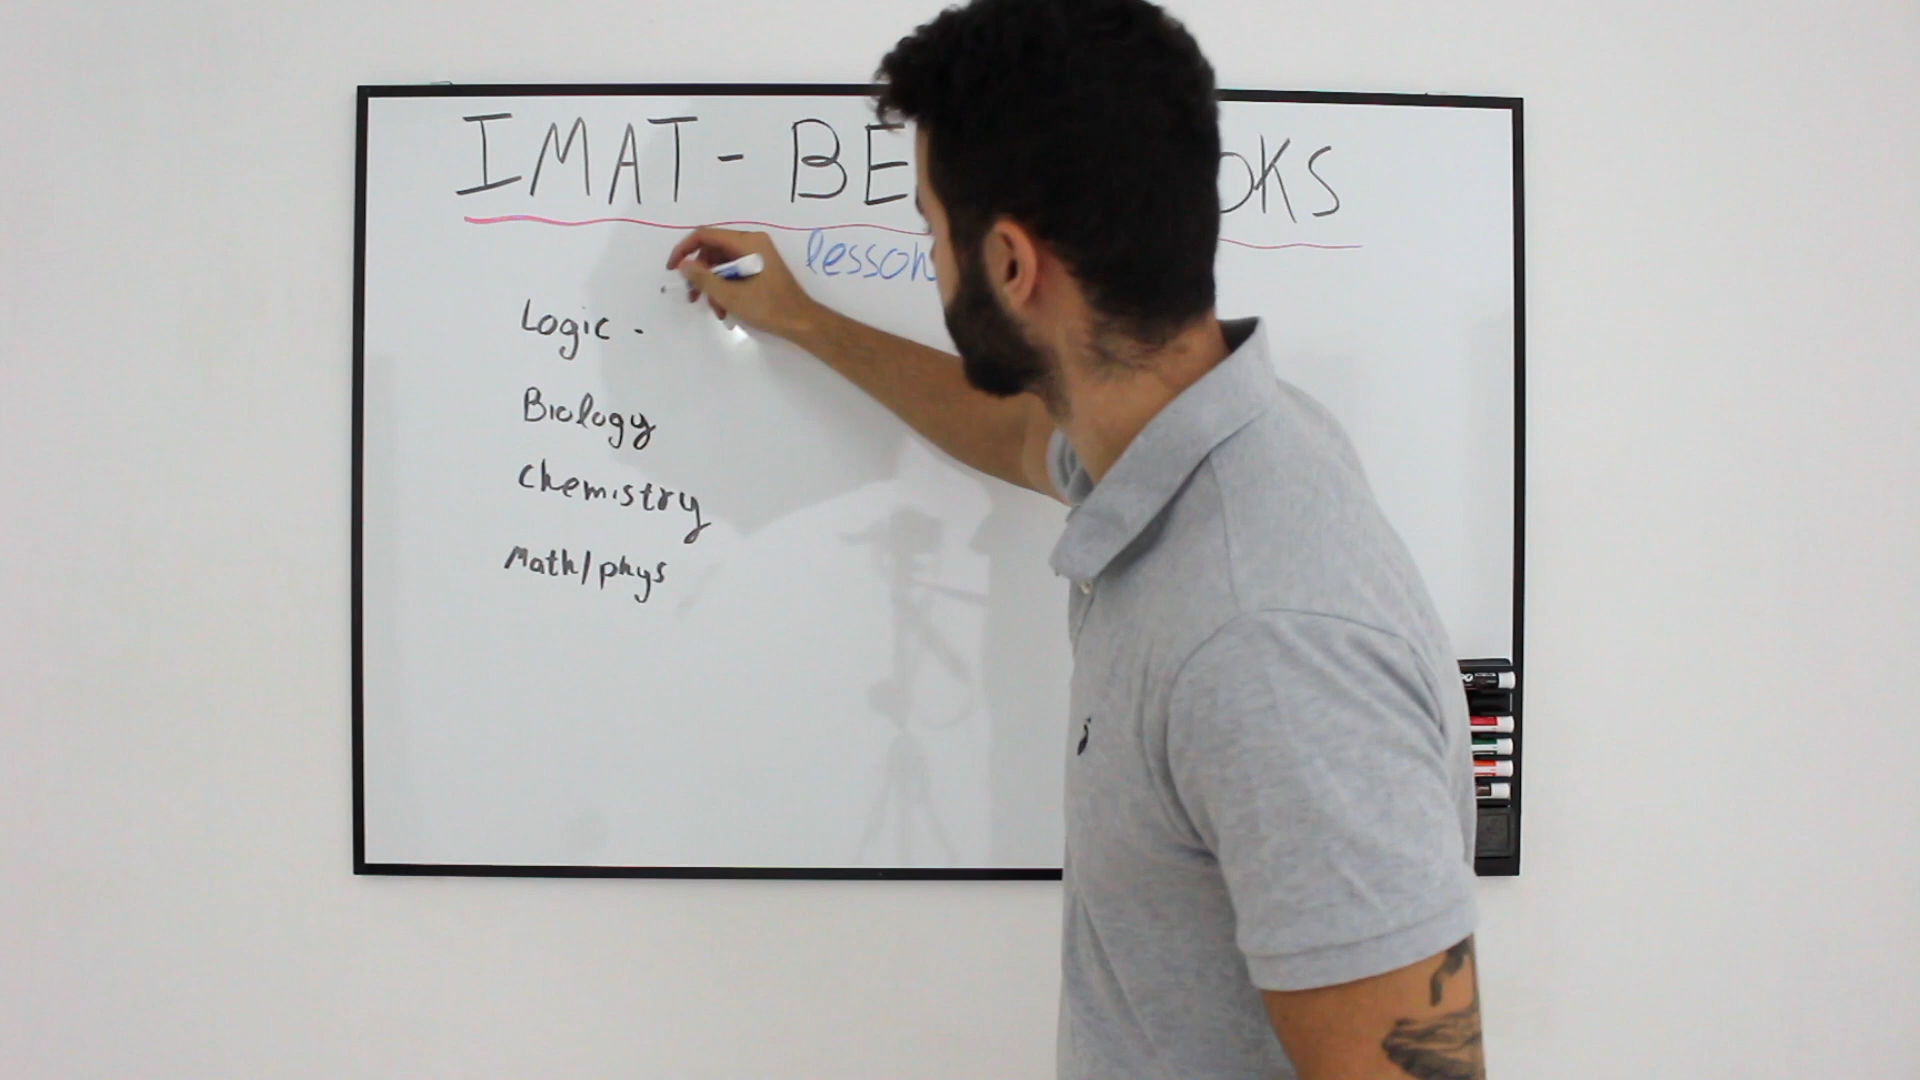 IMAT - BE OKS
lesson
Logic -
Biology
Chemistry
Math/phys